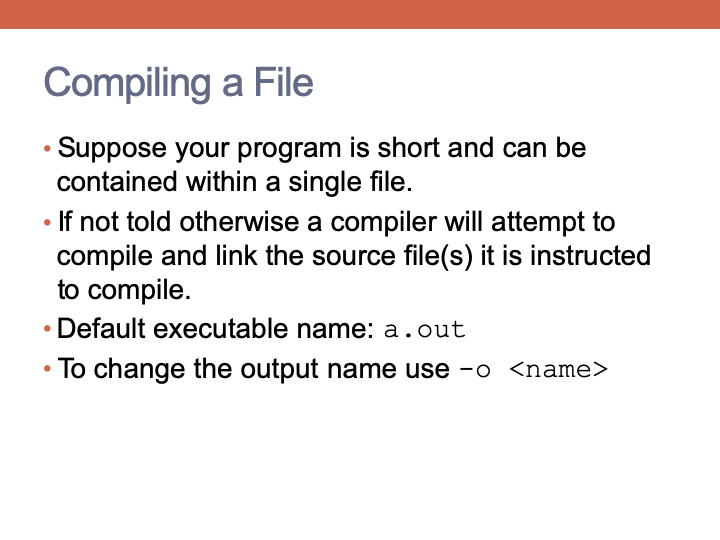 Compiling a File
• Suppose your program is short and can be
contained within a single file.
• If not told otherwise a compiler will attempt to
compile and link the source file(s) it is instructed
to compile.
• Default executable name: a.out
• To change the output name use -o <name>